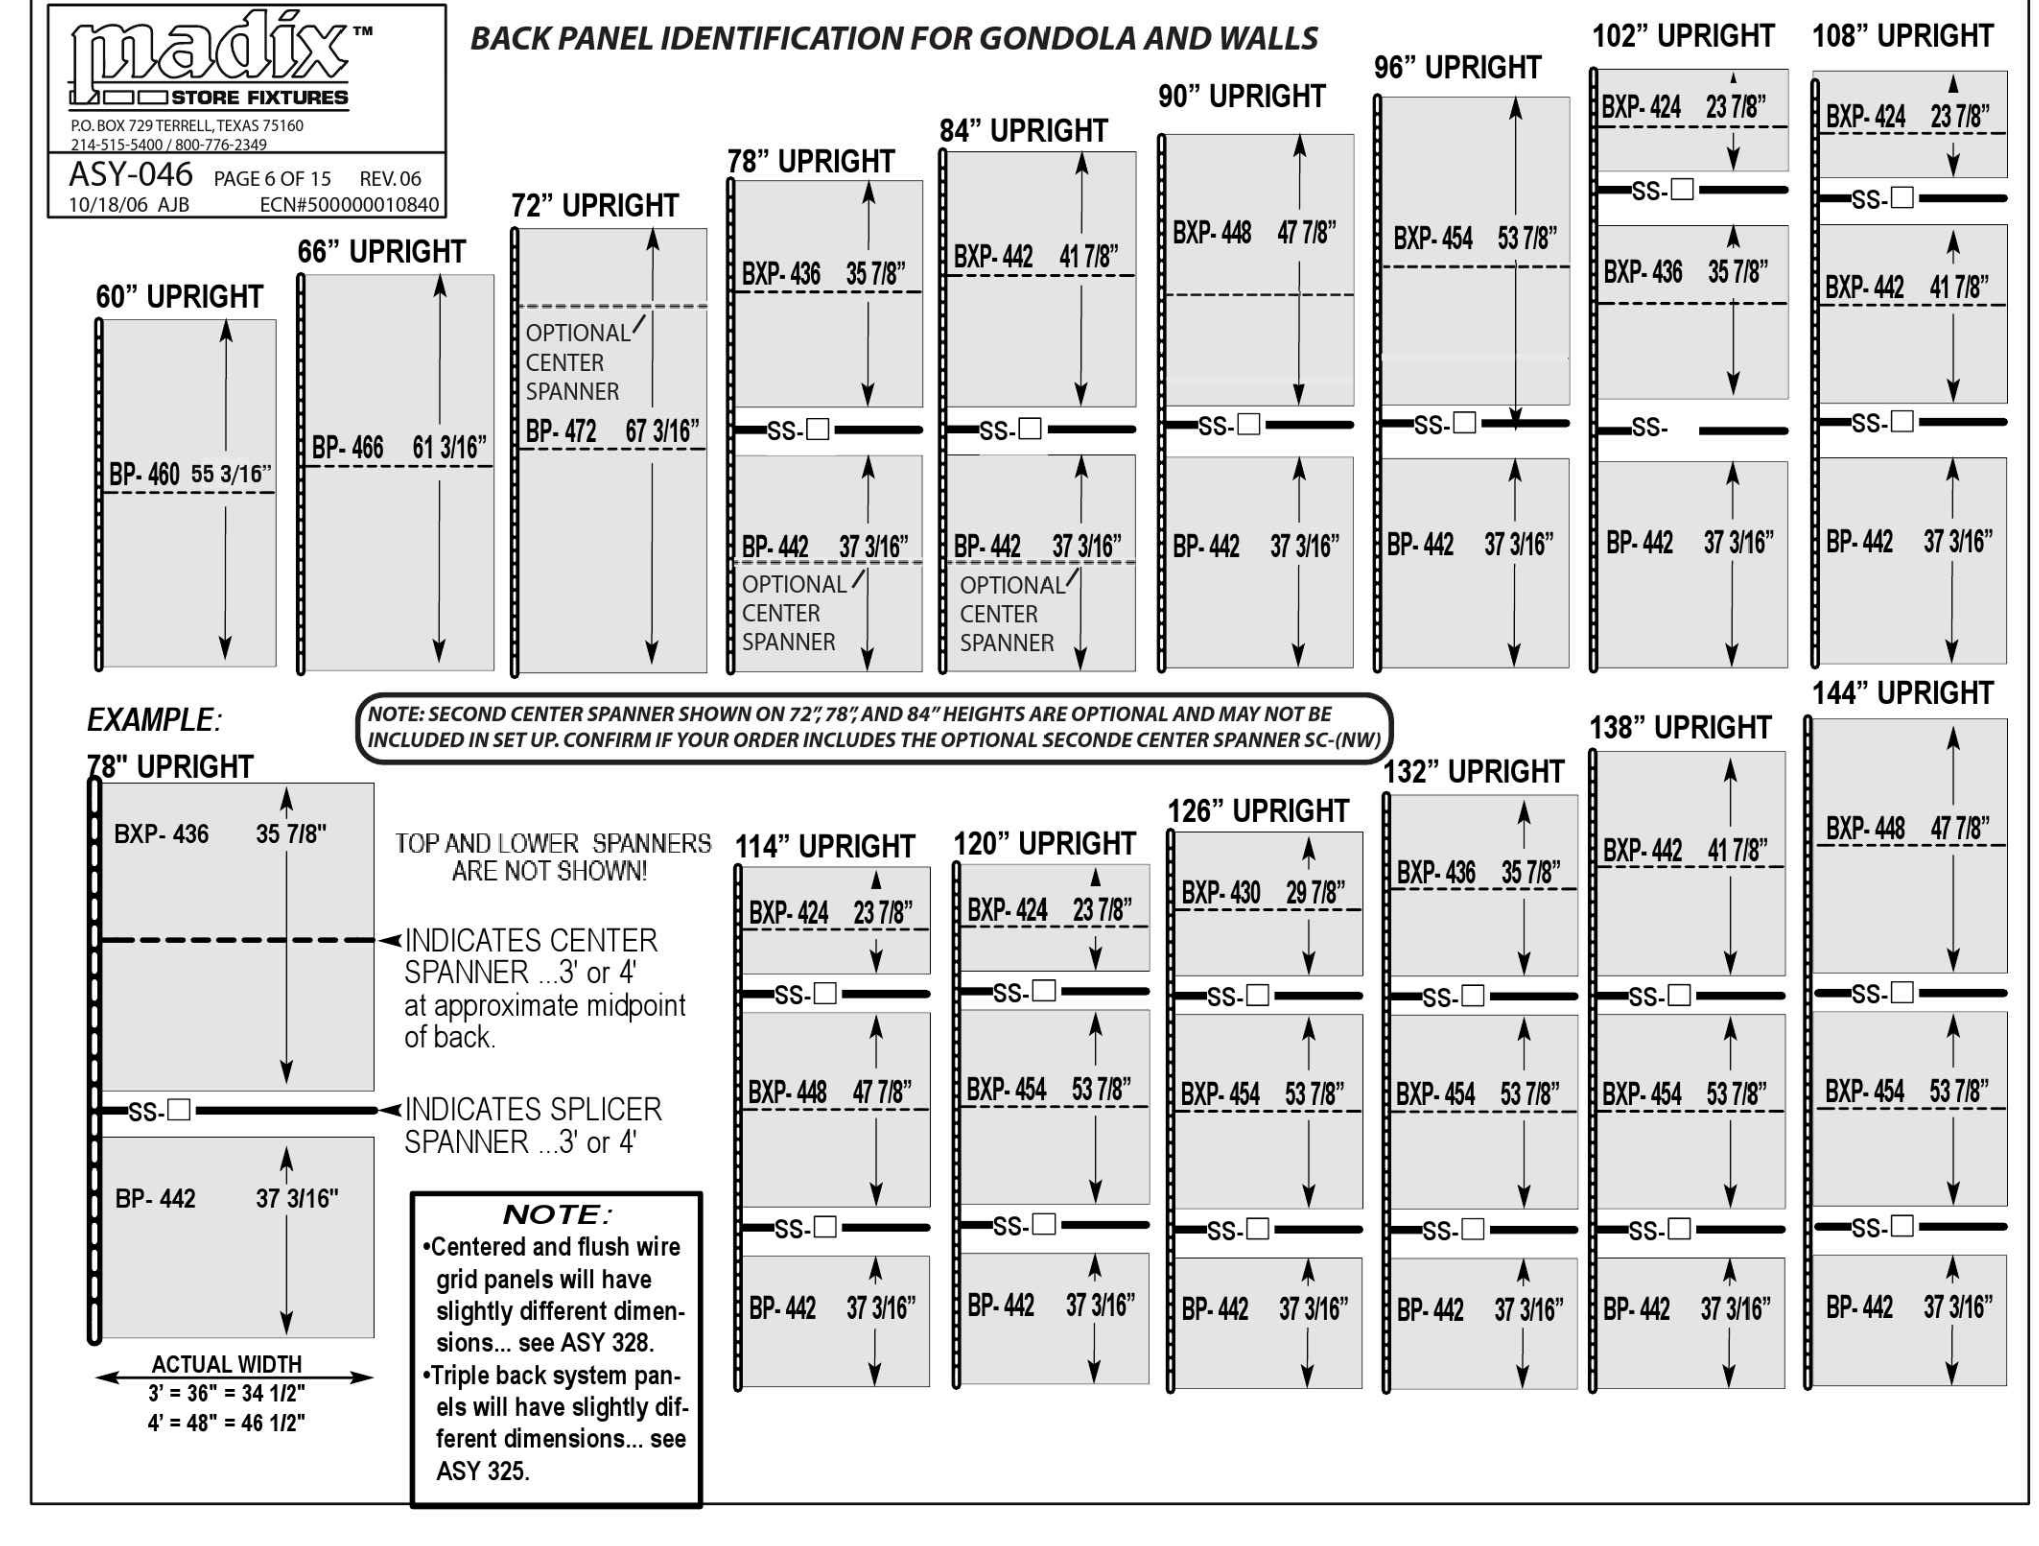 madix™
STORE FIXTURES
P.O. BOX 729 TERRELL, TEXAS 75160
214-515-5400 / 800-776-2349
ASY-046 PAGE 6 OF 15 REV. 06
10/18/06 AJB ECN#500000010840
BACK PANEL IDENTIFICATION FOR GONDOLA AND WALLS
60” UPRIGHT
BP- 460 55 3/16”
66” UPRIGHT
BP- 466 61 3/16”
72” UPRIGHT
OPTIONAL
CENTER
SPANNER
BP- 472 67 3/16”
78” UPRIGHT
BXP- 436 35 7/8”
SS-
BP- 442 37 3/16”
OPTIONAL
CENTER
SPANNER
84” UPRIGHT
BXP- 442 41 7/8”
SS-
BP- 442 37 3/16”
OPTIONAL
CENTER
SPANNER
90” UPRIGHT
BXP- 448 47 7/8”
SS-
BP- 442 37 3/16”
96” UPRIGHT
BXP- 454 53 7/8”
SS-
BP- 442 37 3/16”
102” UPRIGHT
BXP- 424 23 7/8”
SS-
BXP- 436 35 7/8”
SS-
BP- 442 37 3/16”
108” UPRIGHT
BXP- 424 23 7/8”
SS-
BXP- 442 41 7/8”
SS-
BP- 442 37 3/16”
NOTE: SECOND CENTER SPANNER SHOWN ON 72”, 78”, AND 84” HEIGHTS ARE OPTIONAL AND MAY NOT BE
INCLUDED IN SET UP. CONFIRM IF YOUR ORDER INCLUDES THE OPTIONAL SECONDE CENTER SPANNER SC-(NW)
EXAMPLE:
78" UPRIGHT
BXP- 436 35 7/8"
SS-
BP- 442 37 3/16"
ACTUAL WIDTH
3’ = 36" = 34 1/2"
4’ = 48" = 46 1/2"
TOP AND LOWER SPANNERS
ARE NOT SHOWN!
INDICATES CENTER
SPANNER ...3' or 4'
at approximate midpoint
of back.
INDICATES SPLICER
SPANNER ...3' or 4'
NOTE:
•Centered and flush wire
grid panels will have
slightly different dimen-
sions... see ASY 328.
•Triple back system pan-
els will have slightly dif-
ferent dimensions... see
ASY 325.
114” UPRIGHT
BXP- 424 23 7/8”
SS-
BXP- 448 47 7/8”
SS-
BP- 442 37 3/16”
120” UPRIGHT
BXP- 424 23 7/8”
SS-
BXP- 454 53 7/8”
SS-
BP- 442 37 3/16”
126” UPRIGHT
BXP- 430 29 7/8”
SS-
BXP- 454 53 7/8”
SS-
BP- 442 37 3/16”
132” UPRIGHT
BXP- 436 35 7/8”
SS-
BXP- 454 53 7/8”
SS-
BP- 442 37 3/16”
138” UPRIGHT
BXP- 442 41 7/8”
SS-
BXP- 454 53 7/8”
SS-
BP- 442 37 3/16”
144” UPRIGHT
BXP- 448 47 7/8”
SS-
BXP- 454 53 7/8”
SS-
BP- 442 37 3/16”